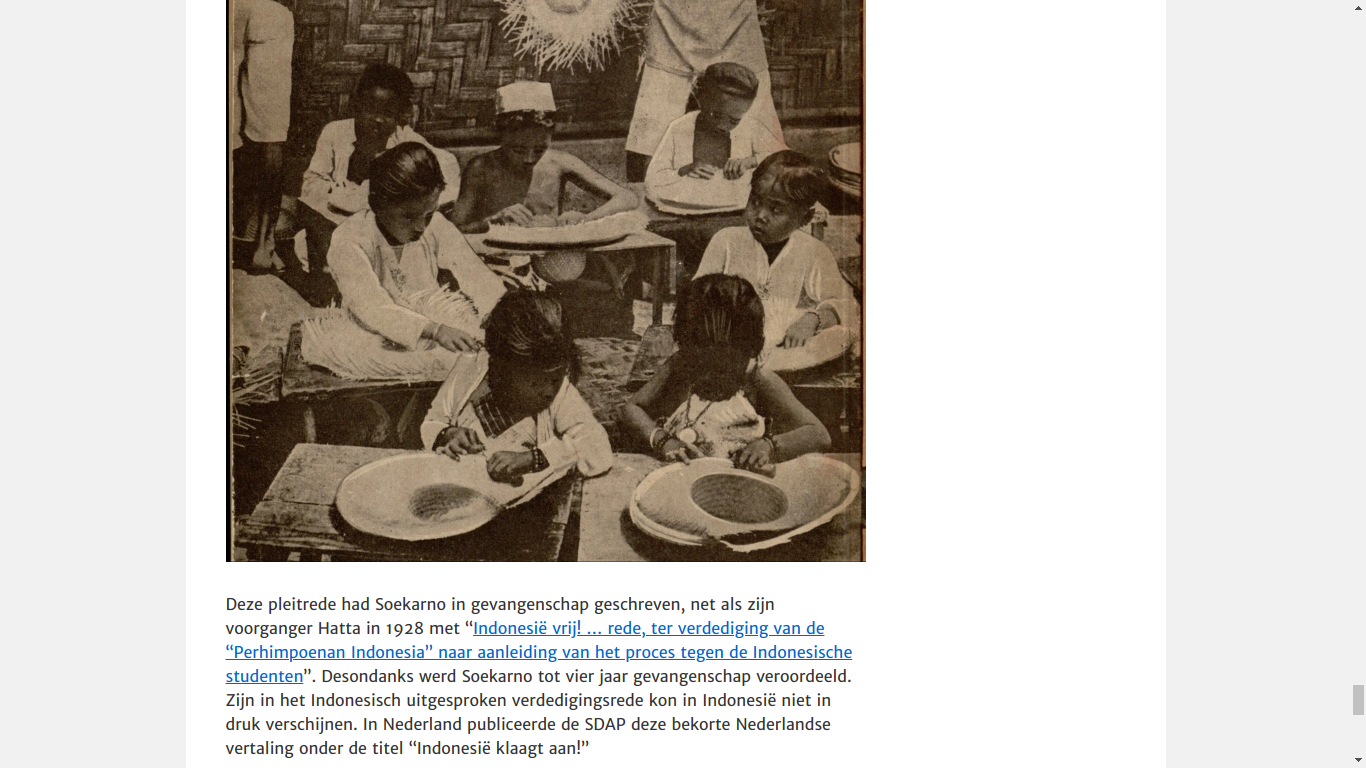 Deze pleitrede had Soekarno in gevangenschap geschreven, net als zijn
voorganger Hatta in 1928 met “Indonesië vrij! ... rede, ter verdediging van de
“Perhimpoenan Indonesia” naar aanleiding van het proces tegen de Indonesische
studenten”. Desondanks werd Soekarno tot vier jaar gevangenschap veroordeeld.
Zijn in het Indonesisch uitgesproken verdedigingsrede kon in Indonesië niet in
druk verschijnen. In Nederland publiceerde de SDAP deze bekorte Nederlandse
vertaling onder de titel “Indonesië klaagt aan!”